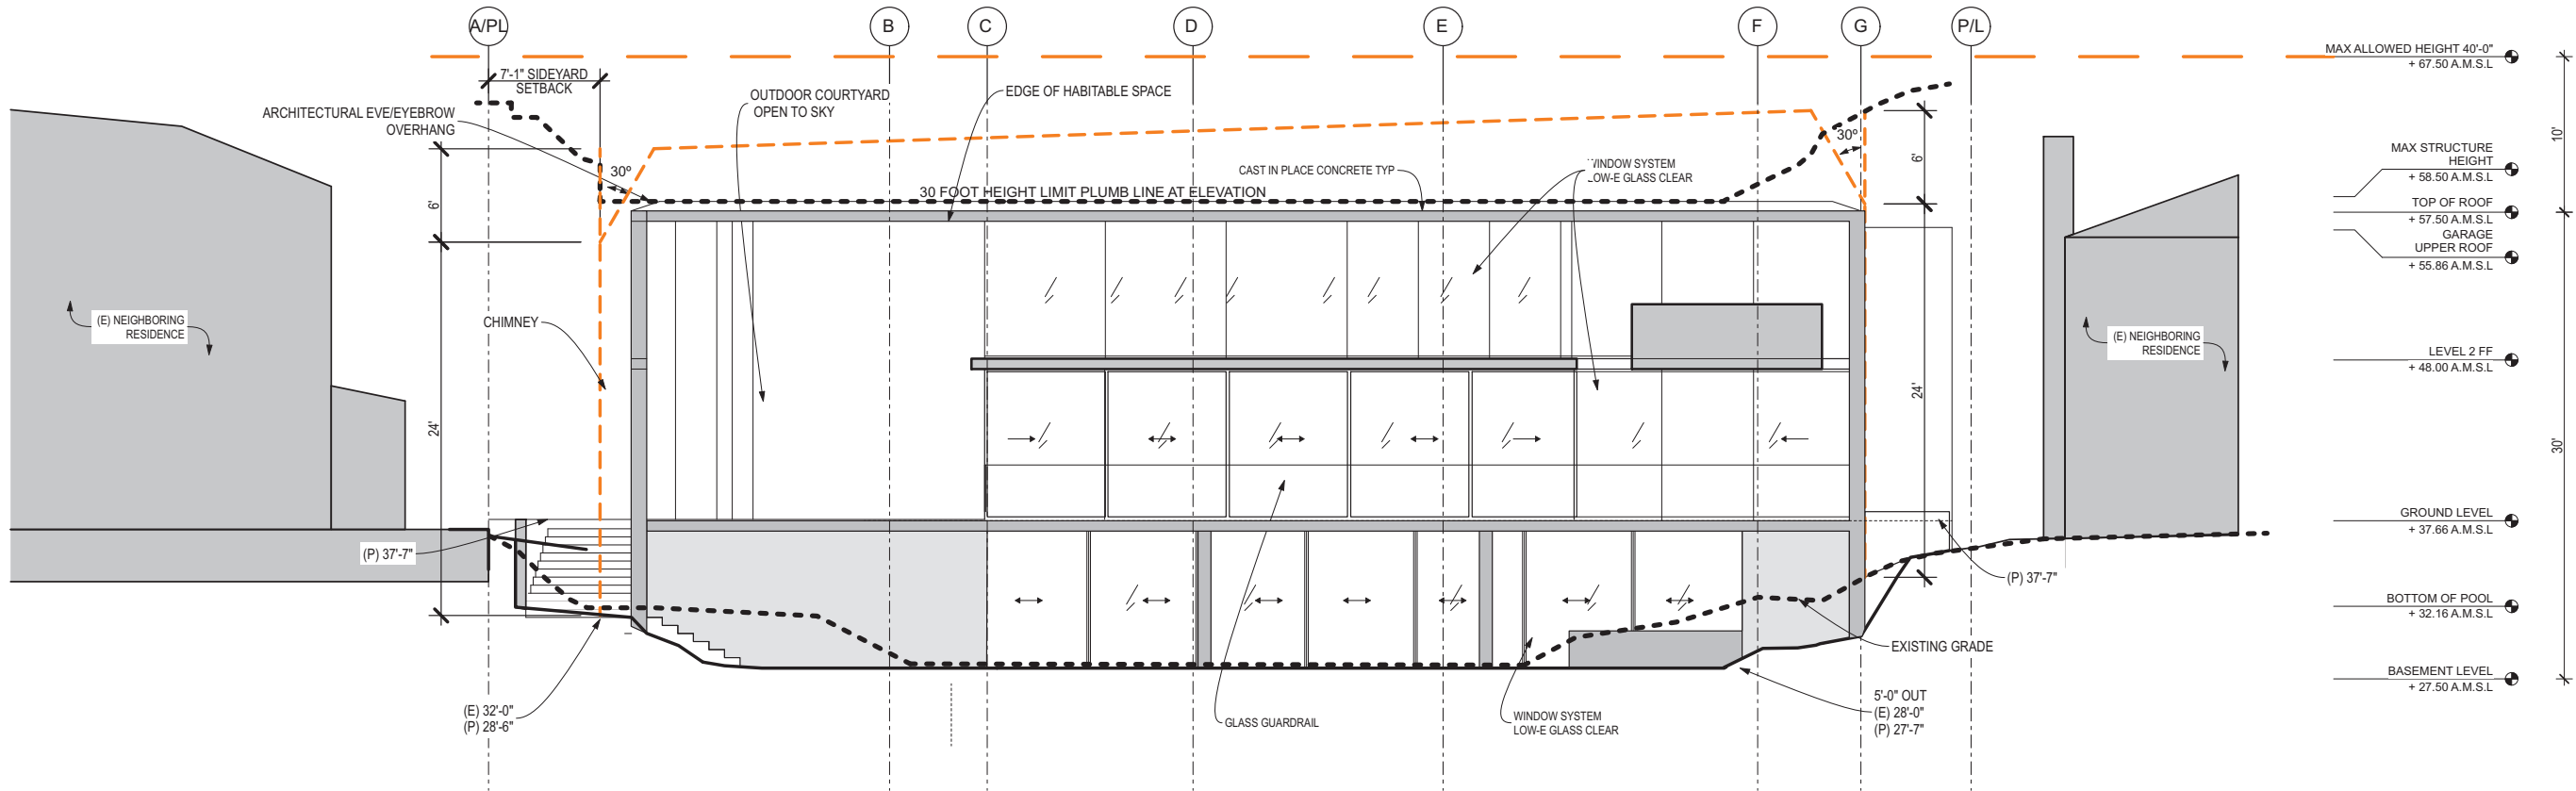 A/PL
B
C
D
E
F
G
P/L
MAX ALLOWED HEIGHT 40'-0"
+ 67.50 A.M.S.L
7'-1" SIDEYARD
SETBACK
ARCHITECTURAL EVE/EYEBROW
OVERHANG
OUTDOOR COURTYARD
OPEN TO SKY
EDGE OF HABITABLE SPACE
30º
30º
6'
6'
10'
CAST IN PLACE CONCRETE TYP
WINDOW SYSTEM
LOW-E GLASS CLEAR
30 FOOT HEIGHT LIMIT PLUMB LINE AT ELEVATION
MAX STRUCTURE
HEIGHT
+ 58.50 A.M.S.L
TOP OF ROOF
+ 57.50 A.M.S.L
GARAGE
UPPER ROOF
+ 55.86 A.M.S.L
(E) NEIGHBORING
RESIDENCE
CHIMNEY
(E) NEIGHBORING
RESIDENCE
LEVEL 2 FF
+ 48.00 A.M.S.L
24'
24'
30'
GROUND LEVEL
+ 37.66 A.M.S.L
(P) 37'-7"
(P) 37'-7"
BOTTOM OF POOL
+ 32.16 A.M.S.L
EXISTING GRADE
BASEMENT LEVEL
+ 27.50 A.M.S.L
(E) 32'-0"
(P) 28'-6"
GLASS GUARDRAIL
WINDOW SYSTEM
LOW-E GLASS CLEAR
5'-0" OUT
(E) 28'-0"
(P) 27'-7"